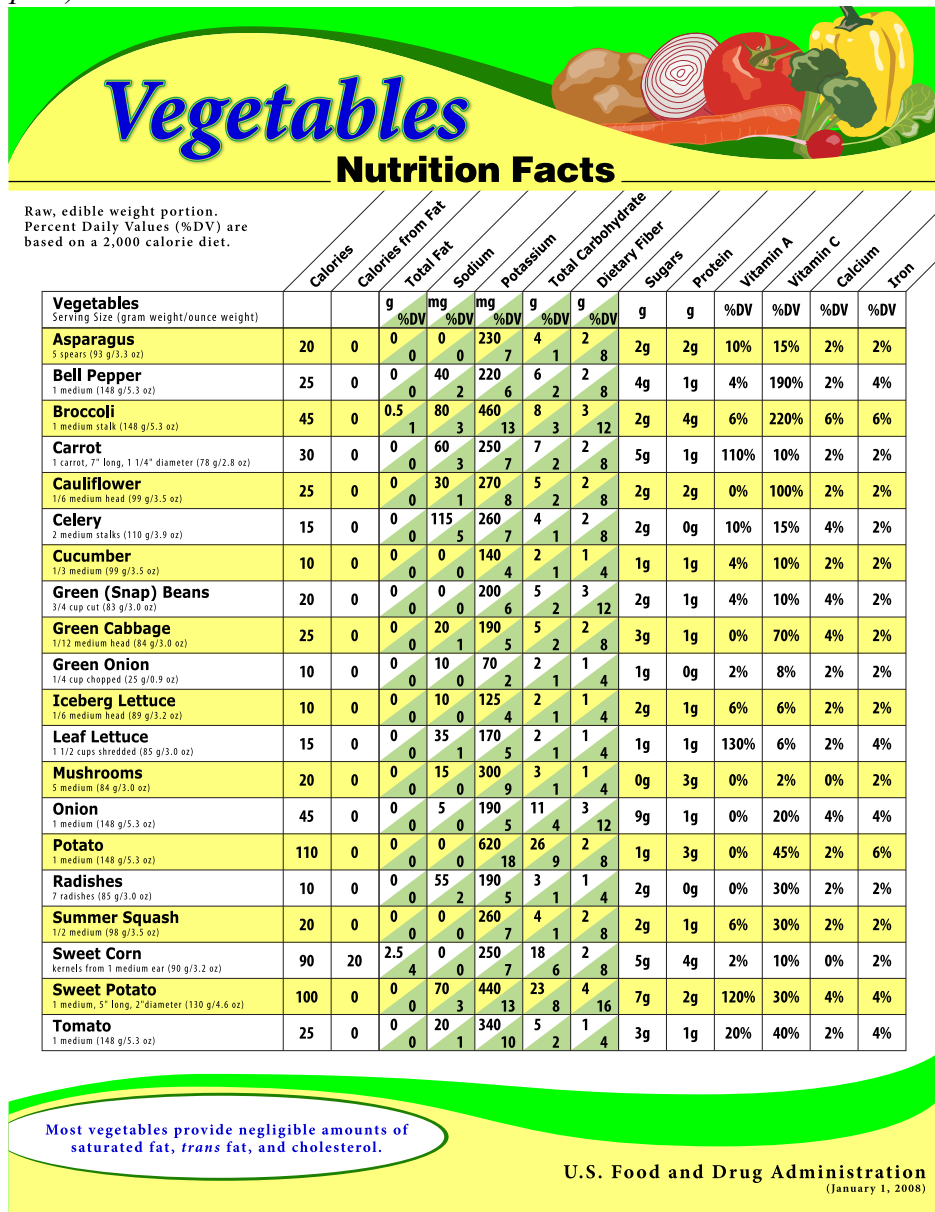 Vegetables
Nutrition Facts
Raw, edible weight portion.
Percent Daily Values (%DV) are
based on a 2,000 calorie diet.
Calories
Calories from Fat
Total Fat
Sodium
Potassium
Total Carbohydrate
Dietary Fiber
Sugars
Protein
Vitamin A
Vitamin C
Calcium
Iron
Vegetables g mg mg g g
Serving Size (gram weight/ounce weight) %DV %DV %DV %DV %DV g g %DV %DV %DV %DV
Asparagus 0 0 230 4 2
5 spears (93 g/3.3 oz) 20 0 0 0 7 1 8 2g 2g 10% 15% 2% 2%
Bell Pepper 0 40 220 6 2
1 medium (148 g/5.3 oz) 25 0 0 2 6 2 8 4g 1g 4% 190% 2% 4%
Broccoli 0.5 80 460 8 3
1 medium stalk (148 g/5.3 oz) 45 0 1 3 13 3 12 2g 4g 6% 220% 6% 6%
Carrot 0 60 250 7 2
1 carrot, 7" long, 1 1/4" diameter (78 g/2.8 oz) 30 0 0 3 7 2 8 5g 1g 110% 10% 2% 2%
Cauliflower 0 30 270 5 2
1/6 medium head (99 g/3.5 oz) 25 0 0 1 8 2 8 2g 2g 0% 100% 2% 2%
Celery 0 115 260 4 2
2 medium stalks (110 g/3.9 oz) 15 0 0 5 7 1 8 2g 0g 10% 15% 4% 2%
Cucumber 0 0 140 2 1
1/3 medium (99 g/3.5 oz) 10 0 0 0 4 1 4 1g 1g 4% 10% 2% 2%
Green (Snap) Beans 0 0 200 5 3
3/4 cup cut (83 g/3.0 oz) 20 0 0 0 6 2 12 2g 1g 4% 10% 4% 2%
Green Cabbage 0 20 190 5 2
1/12 medium head (84 g/3.0 oz) 25 0 0 1 5 2 8 3g 1g 0% 70% 4% 2%
Green Onion 0 10 70 2 1
1/4 cup chopped (25 g/0.9 oz) 10 0 0 0 2 1 4 1g 0g 2% 8% 2% 2%
Iceberg Lettuce 0 10 125 2 1
1/6 medium head (89 g/3.2 oz) 10 0 0 0 4 1 4 2g 1g 6% 6% 2% 2%
Leaf Lettuce 0 35 170 2 1
1 1/2 cups shredded (85 g/3.0 oz) 15 0 0 1 5 1 4 1g 1g 130% 6% 2% 4%
Mushrooms 0 15 300 3 1
5 medium (84 g/3.0 oz) 20 0 0 0 9 1 4 0g 3g 0% 2% 0% 2%
Onion 0 5 190 11 3
1 medium (148 g/5.3 oz) 45 0 0 0 5 4 12 9g 1g 0% 20% 4% 4%
Potato 0 0 620 26 2
1 medium (148 g/5.3 oz) 110 0 0 0 18 9 8 1g 3g 0% 45% 2% 6%
Radishes 0 55 190 3 1
7 radishes (85 g/3.0 oz) 10 0 0 2 5 1 4 2g 0g 0% 30% 2% 2%
Summer Squash 0 0 260 4 2
1/2 medium (98 g/3.5 oz) 20 0 0 0 7 1 8 2g 1g 6% 30% 2% 2%
Sweet Corn 2.5 0 250 18 2
kernels from 1 medium ear (90 g/3.2 oz) 90 20 4 0 7 6 8 5g 4g 2% 10% 0% 2%
Sweet Potato 0 70 440 23 4
1 medium, 5" long, 2"diameter (130 g/4.6 oz) 100 0 0 3 13 8 16 7g 2g 120% 30% 4% 4%
Tomato 0 20 340 5 1
1 medium (148 g/5.3 oz) 25 0 0 1 10 2 4 3g 1g 20% 40% 2% 4%
Most vegetables provide negligible amounts of
saturated fat, trans fat, and cholesterol.
U.S. Food and Drug Administration
(January 1, 2008)